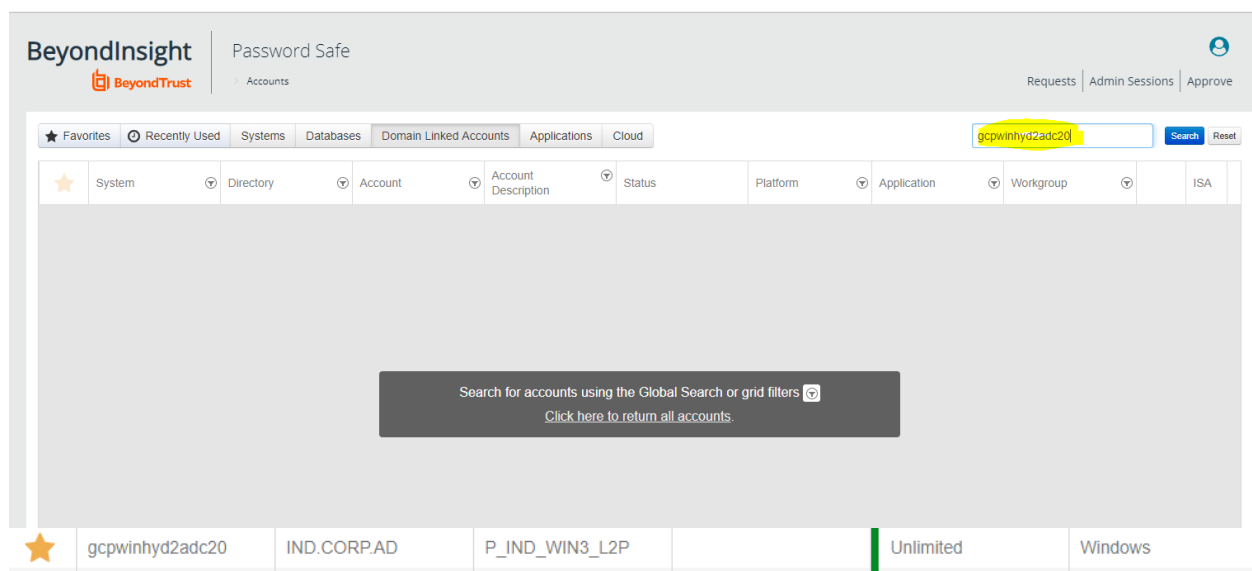 BeyondInsight
BeyondTrust
Password Safe
Accounts
Requests Admin Sessions Approve
Favorites Recently Used Systems Databases Domain Linked Accounts Applications Cloud
gcpwinhyd2adc20 Search Reset
System Directory Account Account Description Status Platform Application Workgroup ISA
Search for accounts using the Global Search or grid filters
Click here to return all accounts.
gcpwinhyd2adc20 IND.CORP.AD P_IND_WIN3_L2P Unlimited Windows